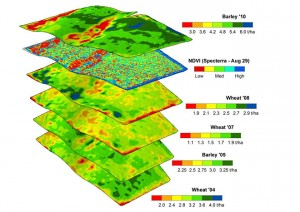 Barley '10
3.0 3.6 4.2 4.8 5.4 6.0 t/ha
NDVI (Specterra - Aug 29)
Low Med High
Wheat '08
1.8 2.1 2.3 2.5 2.7 2.9 t/ha
Wheat '07
1.1 1.3 1.5 1.7 1.9 t/ha
Barley '05
2.25 2.50 2.75 3.0 3.25 t/ha
Wheat '04
2.0 2.4 2.8 3.2 3.6 4.0 t/ha